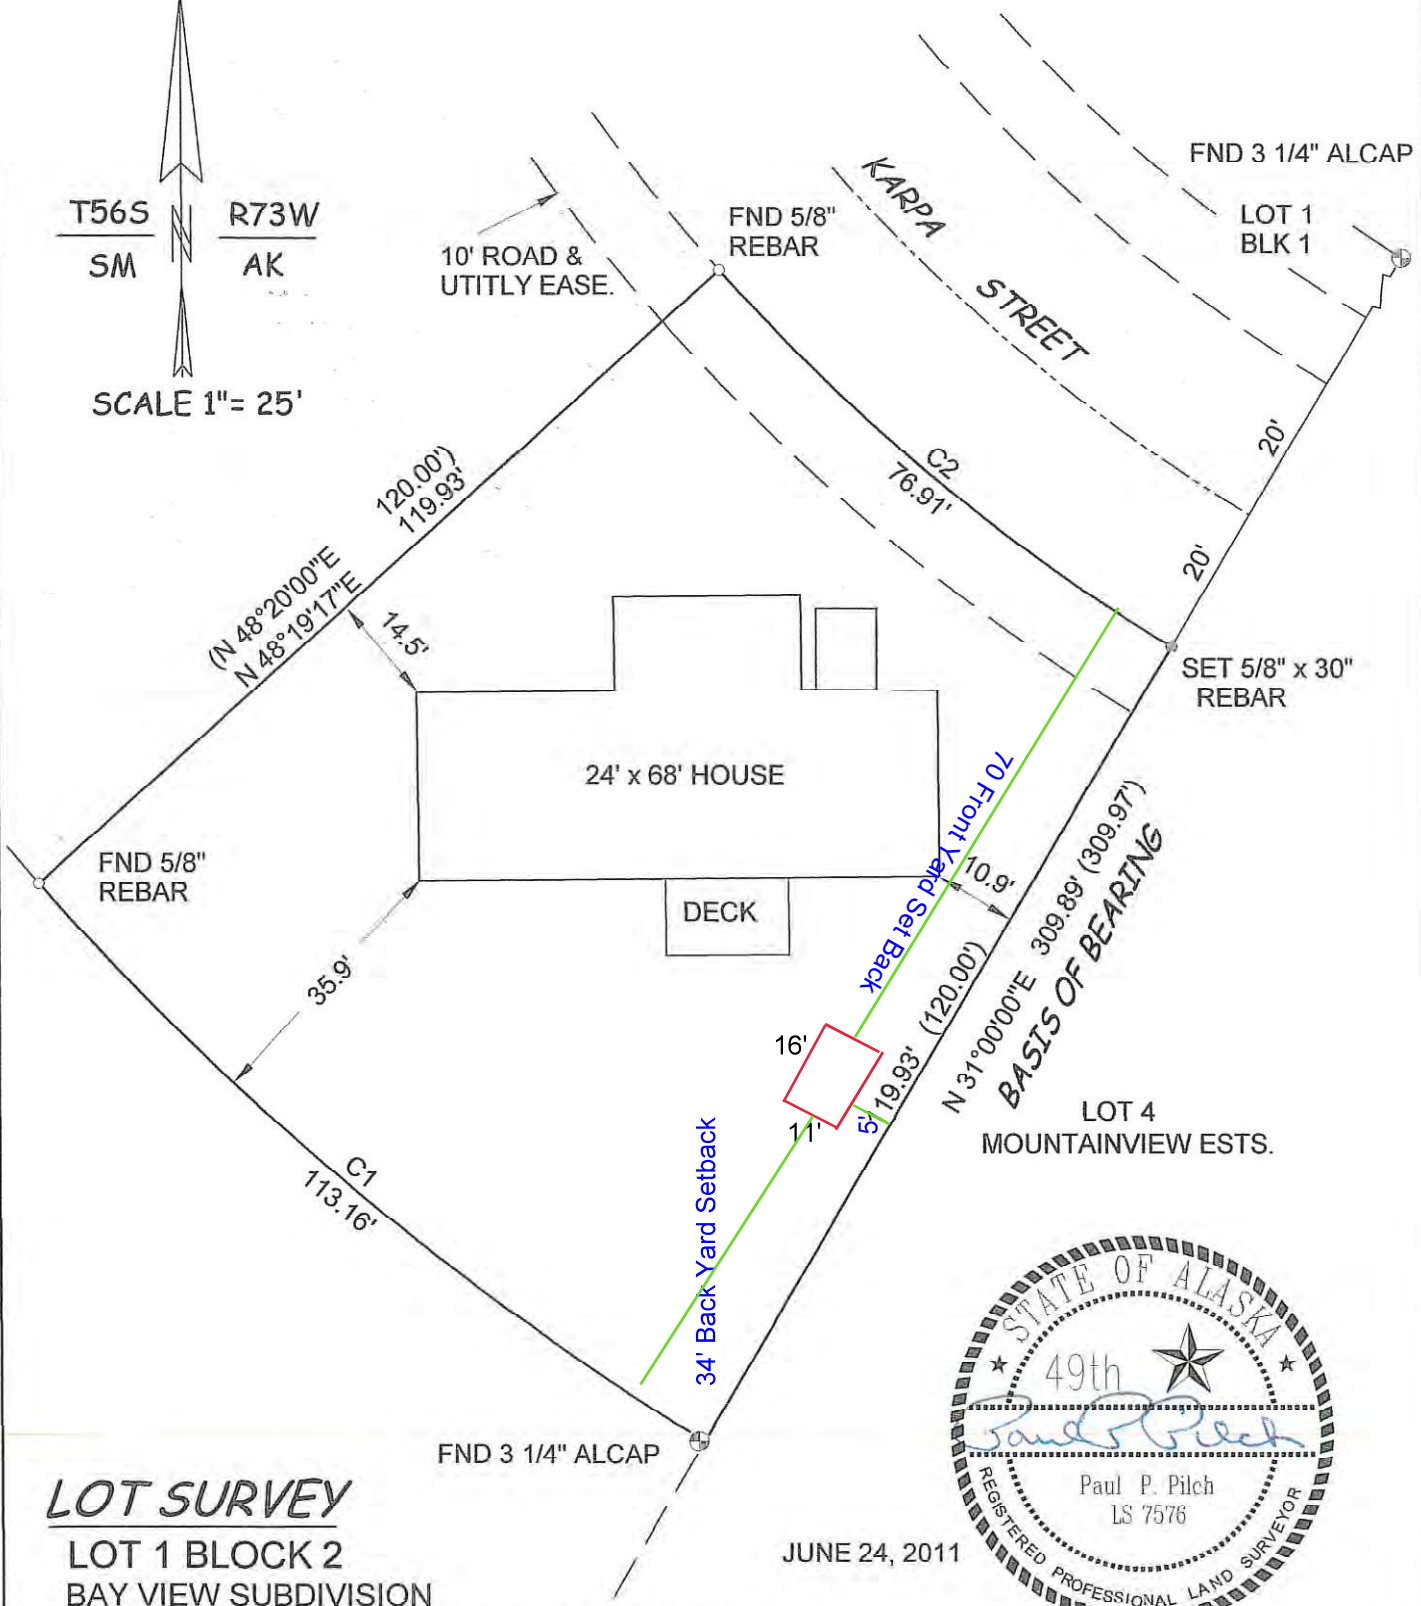 FND 3 1/4" ALCAP
LOT 1
BLK 1
KARPA
STREET
T56S
R73W
SM
AK
N
FND 5/8"
REBAR
10' ROAD &
UTITLY EASE.
SCALE 1"= 25'
20'
20'
120.00')
119.93'
C2
76.91'
(N 48°20'00"E
N 48°19'17"E
14.5'
SET 5/8" x 30"
REBAR
24' x 68' HOUSE
70 Front Yard Set Back
FND 5/8"
REBAR
10.9'
DECK
35.9'
N 31°00'00"E 309.89' (309.97')
BASIS OF BEARING
19.93' (120.00')
16'
11'
5'
LOT 4
MOUNTAINVIEW ESTS.
C1
113.16'
34' Back Yard Setback
FND 3 1/4" ALCAP
STATE OF ALASKA
49th
Paul P Pilch
Paul P. Pilch
LS 7576
REGISTERED PROFESSIONAL LAND SURVEYOR
LOT SURVEY
LOT 1 BLOCK 2
BAY VIEW SUBDIVISION
JUNE 24, 2011